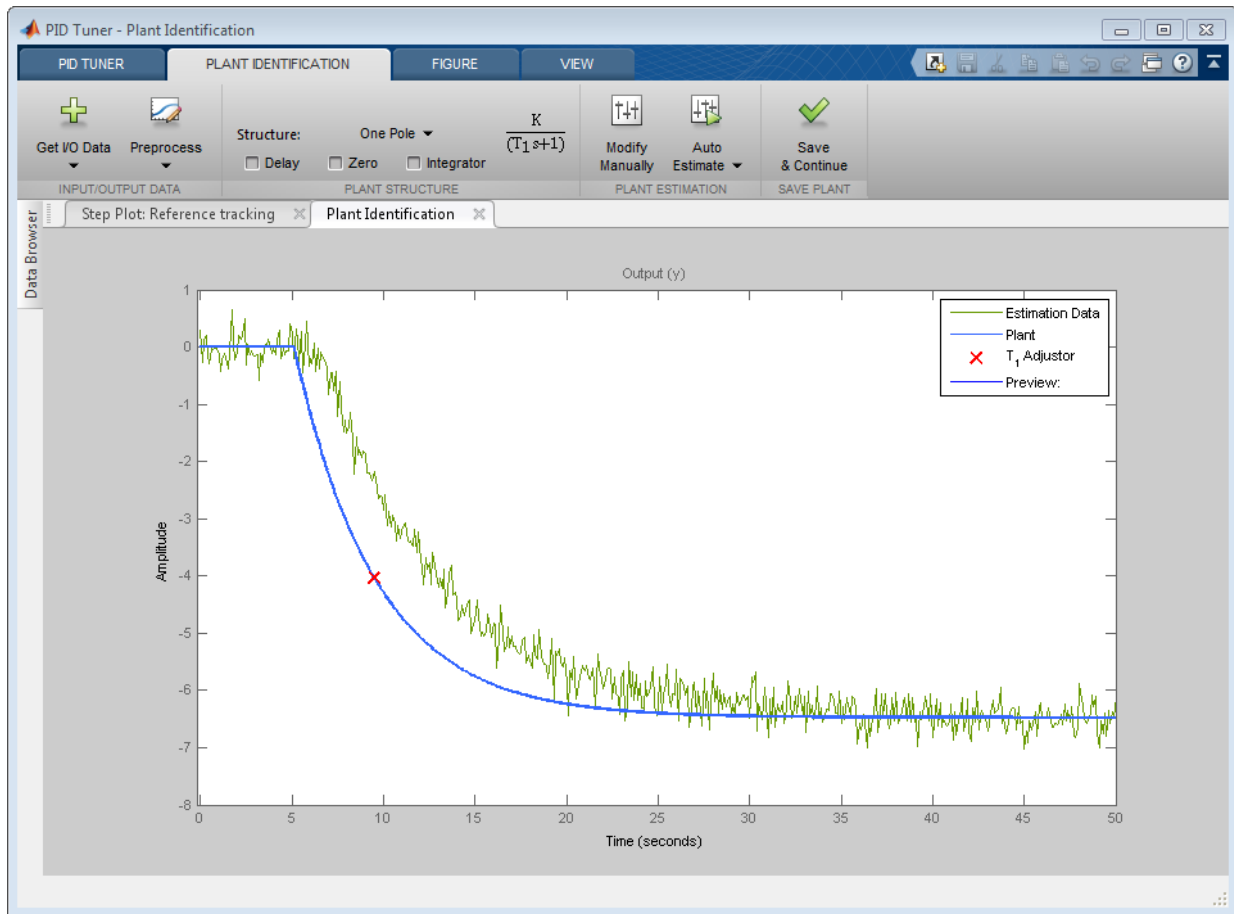 PID Tuner - Plant Identification
PID TUNER PLANT IDENTIFICATION FIGURE VIEW
Get I/O Data Preprocess
Structure: One Pole
Delay Zero Integrator
K
(T1s+1)
Modify Manually
Auto Estimate
Save & Continue
INPUT/OUTPUT DATA PLANT STRUCTURE PLANT ESTIMATION SAVE PLANT
Data Browser
Step Plot: Reference tracking Plant Identification
Output (y)
Estimation Data
Plant
T1 Adjustor
Preview:
Amplitude
1
0
-1
-2
-3
-4
-5
-6
-7
-8
0 5 10 15 20 25 30 35 40 45 50
Time (seconds)